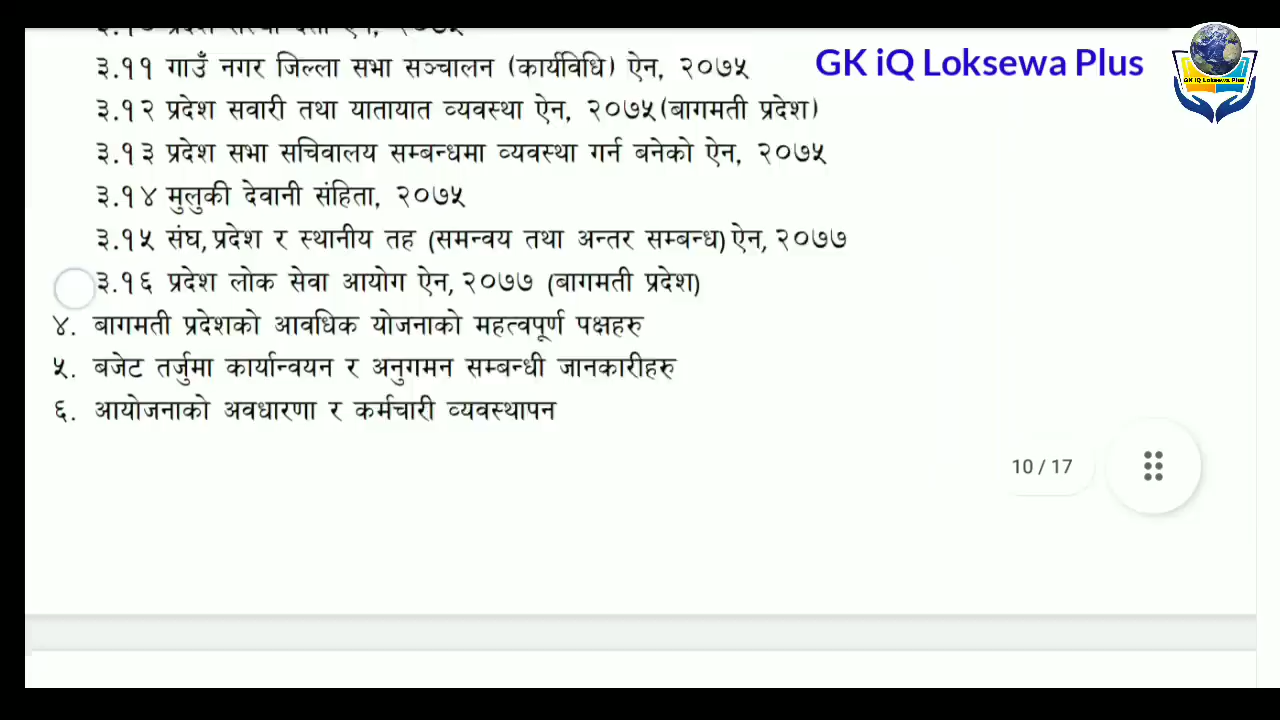 ३.११ गाउँ नगर जिल्ला सभा सञ्चालन (कार्यविधि) ऐन, २०७५
GK iQ Loksewa Plus
GK IQ Loksewa Plus
३.१२ प्रदेश सवारी तथा यातायात व्यवस्था ऐन, २०७५(बागमती प्रदेश)
३.१३ प्रदेश सभा सचिवालय सम्बन्धमा व्यवस्था गर्न बनेको ऐन, २०७५
३.१४ मुलुकी देवानी संहिता, २०७५
३.१५ संघ, प्रदेश र स्थानीय तह (समन्वय तथा अन्तर सम्बन्ध) ऐन, २०७७
३.१६ प्रदेश लोक सेवा आयोग ऐन, २०७७ (बागमती प्रदेश)
४. बागमती प्रदेशको आवधिक योजनाको महत्वपूर्ण पक्षहरु
५. बजेट तर्जुमा कार्यान्वयन र अनुगमन सम्बन्धी जानकारीहरु
६. आयोजनाको अवधारणा र कर्मचारी व्यवस्थापन
10 / 17